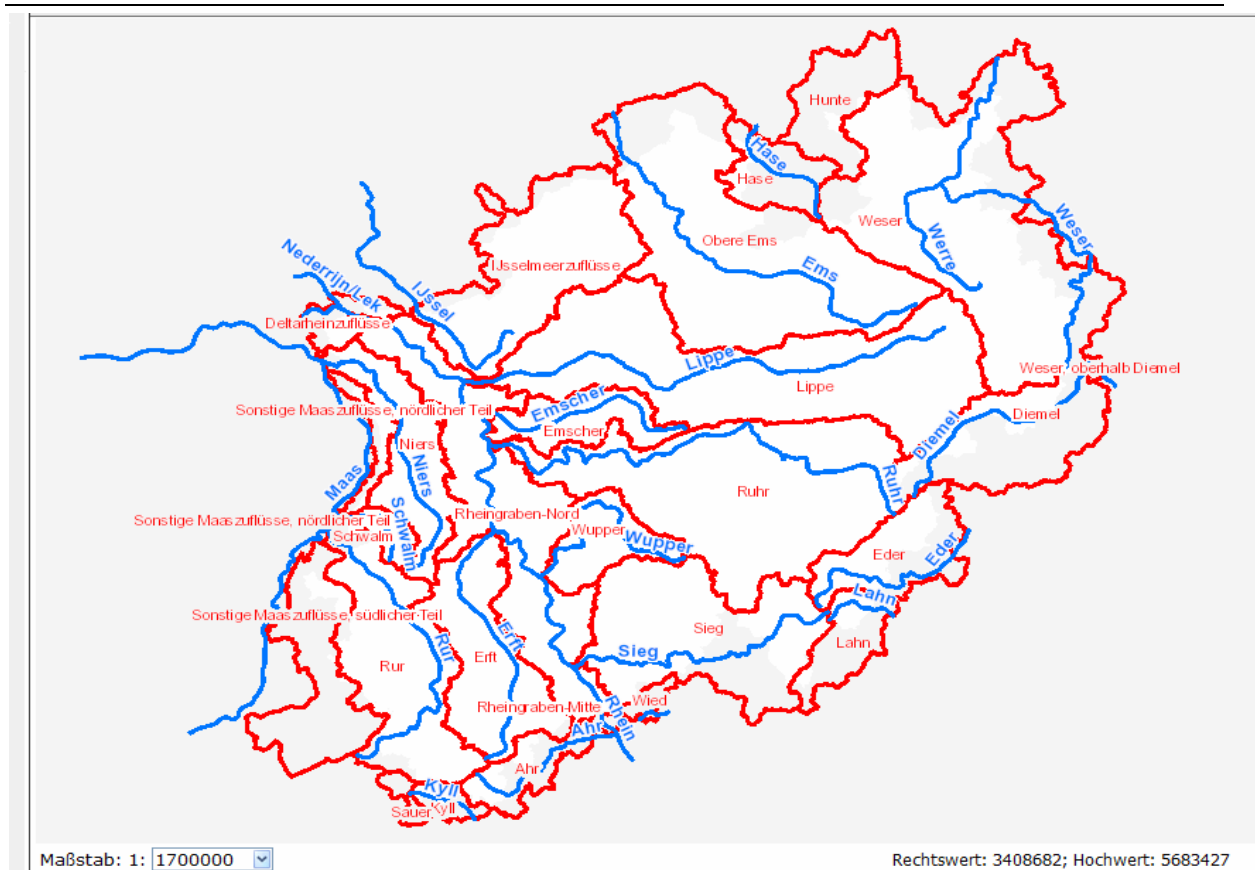 Hunte
Hase
Hase
Weser
Weser
Obere Ems
Werre
Nederrijn/Lek
IJsselmeerzuflüsse
Ems
IJssel
Deltarheinzuflüsse
Lippe
Weser, oberhalb Diemel
Lippe
Emscher
Sonstige Maaszuflüsse, nördlicher Teil
Diemel
Diemel
Emscher
Niers
Niers
Maas
Ruhr
Ruhr
Rheingraben-Nord
Sonstige Maaszuflüsse, nördlicher Teil
Schwalm
Schwalm
Wupper
Wupper
Eder
Eder
Lahn
Sonstige Maaszuflüsse, südlicher Teil
Sieg
Erft
Lahn
Rur
Sieg
Erft
Rur
Wied
Rheingraben-Mitte
Rhein
Ahr
Ahr
Kyll
Sauer
Kyll
Maßstab: 1: 1700000
Rechtswert: 3408682; Hochwert: 5683427